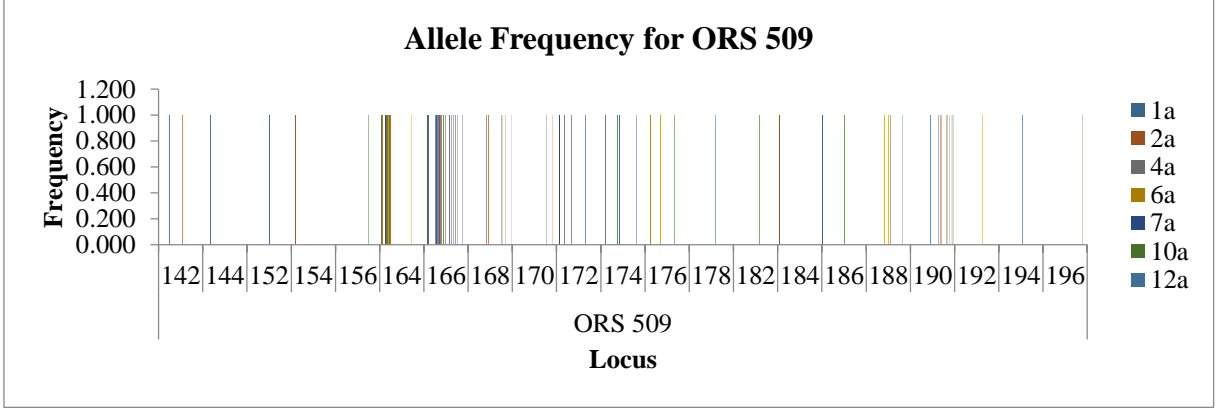 Allele Frequency for ORS 509
Frequency
1.200
1.000
0.800
0.600
0.400
0.200
0.000
142 144 152 154 156 164 166 168 170 172 174 176 178 182 184 186 188 190 192 194 196
ORS 509
Locus
1a
2a
4a
6a
7a
10a
12a